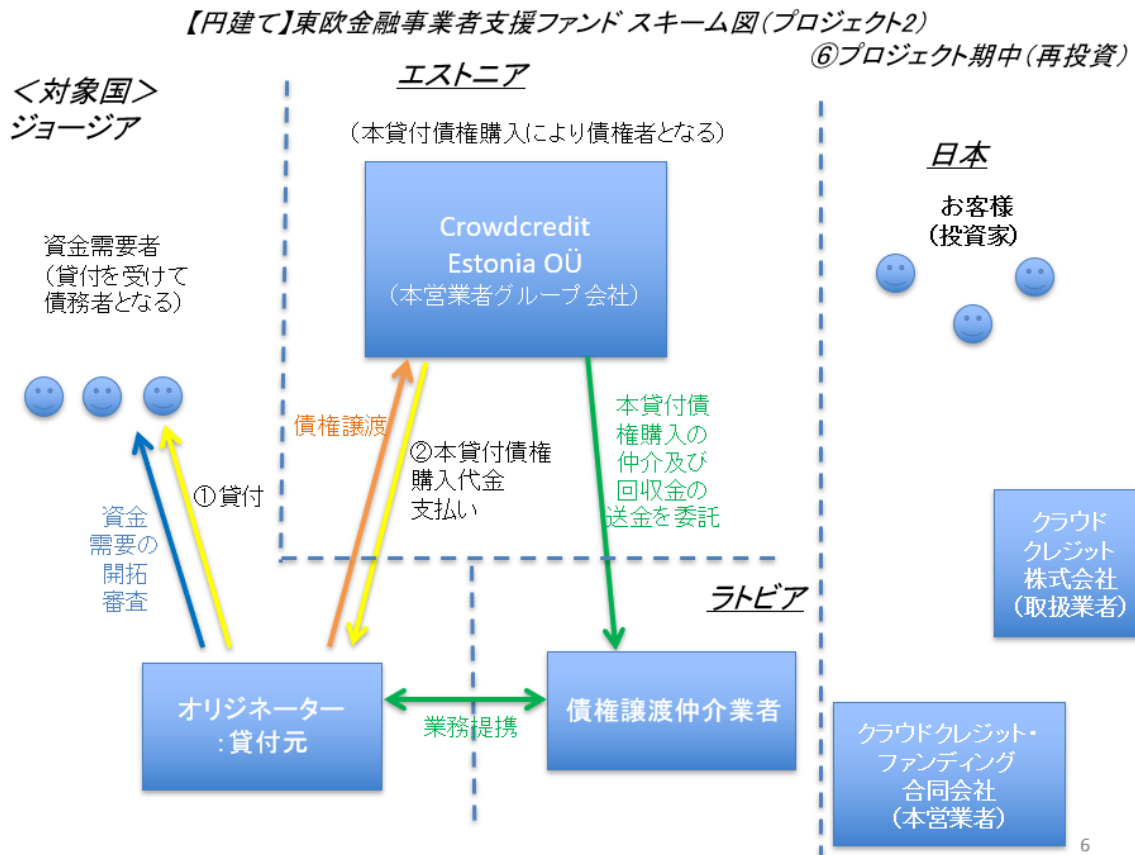 【円建て】東欧金融事業者支援ファンド スキーム図(プロジェクト2)
⑥プロジェクト期中(再投資)
＜対象国＞
ジョージア
エストニア
(本貸付債権購入により債権者となる)
日本
Crowdcredit
Estonia OÜ
(本営業者グループ会社)
お客様
(投資家)
資金需要者
(貸付を受けて
債務者となる)
債権譲渡
②本貸付債権
購入代金
支払い
本貸付債
権購入の
仲介及び
回収金の
送金を委託
①貸付
資金
需要の
開拓
審査
クラウド
クレジット
株式会社
(取扱業者)
ラトビア
オリジネーター
:貸付元
業務提携
債権譲渡仲介業者
クラウドクレジット・
ファンディング
合同会社
(本営業者)
6